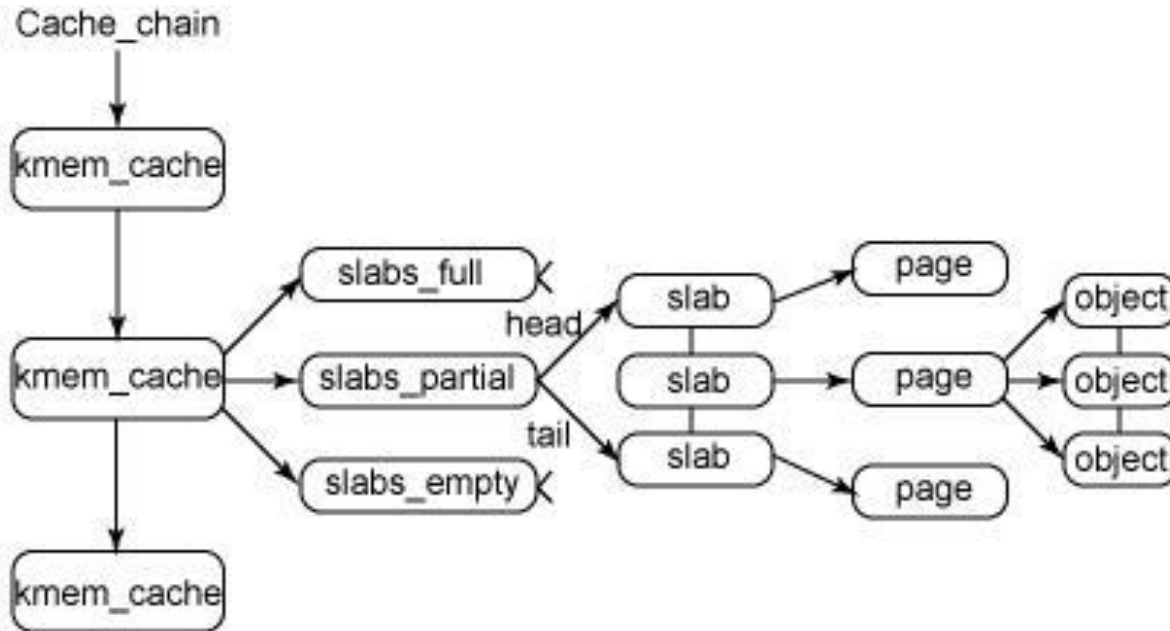 Cache_chain
kmem_cache
slabs_full
page
slab
object
head
kmem_cache
slabs_partial
slab
page
object
tail
slab
object
slabs_empty
page
kmem_cache